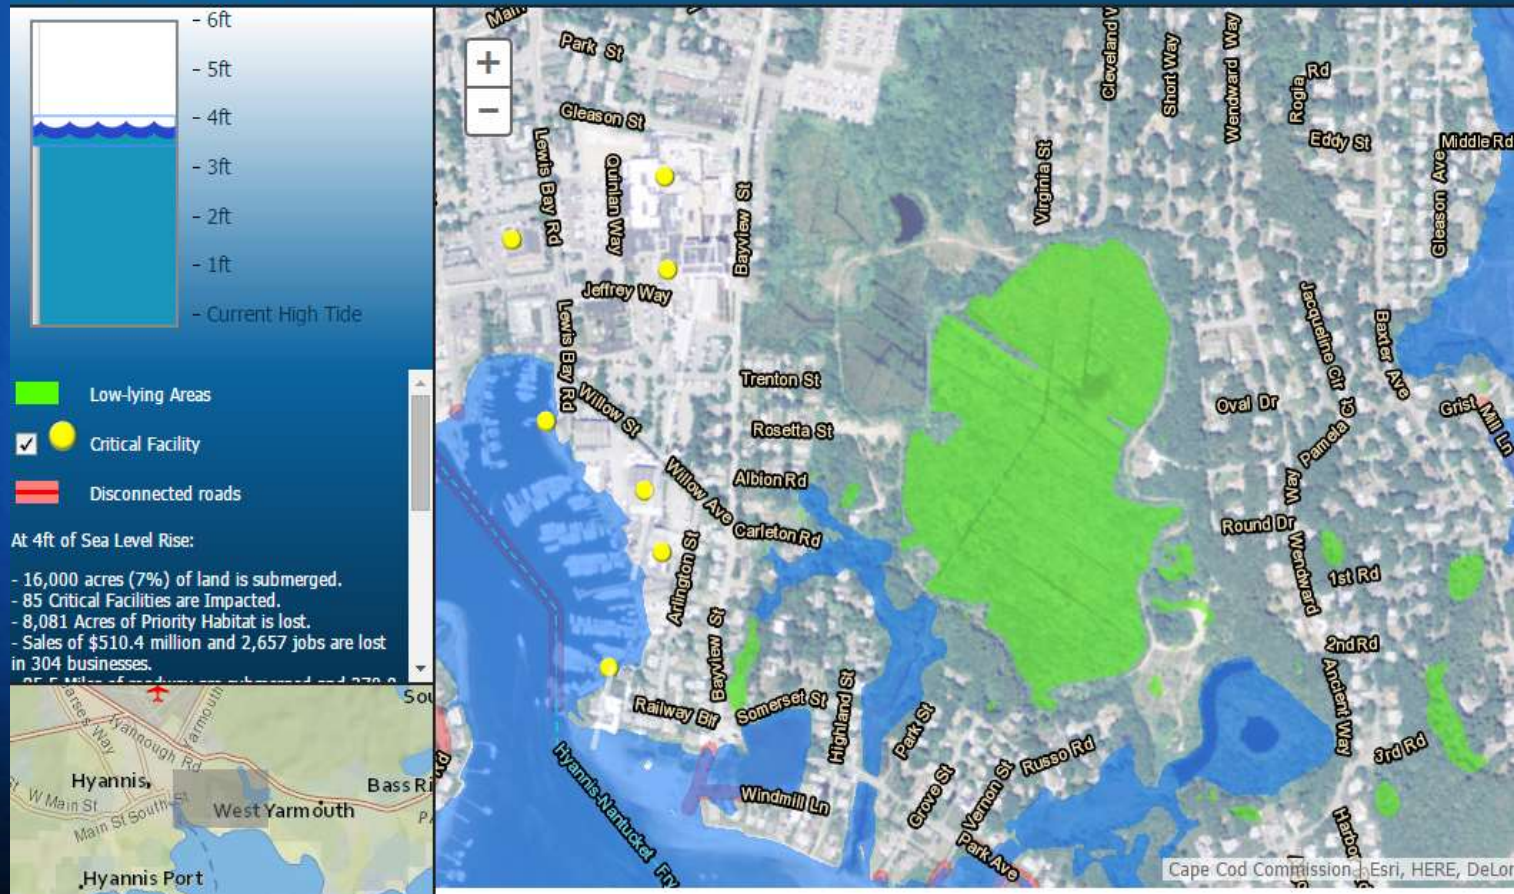 - 6ft
- 5ft
- 4ft
- 3ft
- 2ft
- 1ft
- Current High Tide
Low-lying Areas
Critical Facility
Disconnected roads
At 4ft of Sea Level Rise:
- 16,000 acres (7%) of land is submerged.
- 85 Critical Facilities are Impacted.
- 8,081 Acres of Priority Habitat is lost.
- Sales of $510.4 million and 2,657 jobs are lost
in 304 businesses.
Iyannough Rd
Yarmouth
Hyannis
W Main St
South St
Main St
West Yarmouth
Bass Ri
Hyannis Port
+
−
Main
Park St
Gleason St
Lewis Bay Rd
Quinlan Way
Bayview St
Jeffrey Way
Lewis Bay Rd
Willow St
Trenton St
Rosetta St
Albion Rd
Willow Ave
Carleton Rd
Arlington St
Bayview St
Railway Blf
Somerset St
Highland St
Park St
Windmill Ln
Grove St
Vernon St
Russo Rd
Park Ave
Hyannis-Nantucket Fry
Virginia St
Cleveland W
Short Way
Wendward Way
Rogla Rd
Eddy St
Middle Rd
Gleason Ave
Jacqueline Cir
Baxter Ave
Oval Dr
Pamela Ct
Grist Mill Ln
Round Dr
Wendward Way
1st Rd
2nd Rd
Ancient Way
3rd Rd
Harbor
Cape Cod Commission, Esri, HERE, DeLor